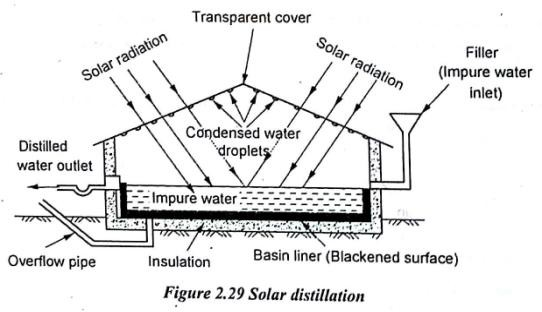 Transparent cover
Solar radiation
Solar radiation
Filler
(Impure water
inlet)
Condensed water
droplets
Distilled
water outlet
Impure water
Overflow pipe
Insulation
Basin liner (Blackened surface)
Figure 2.29 Solar distillation